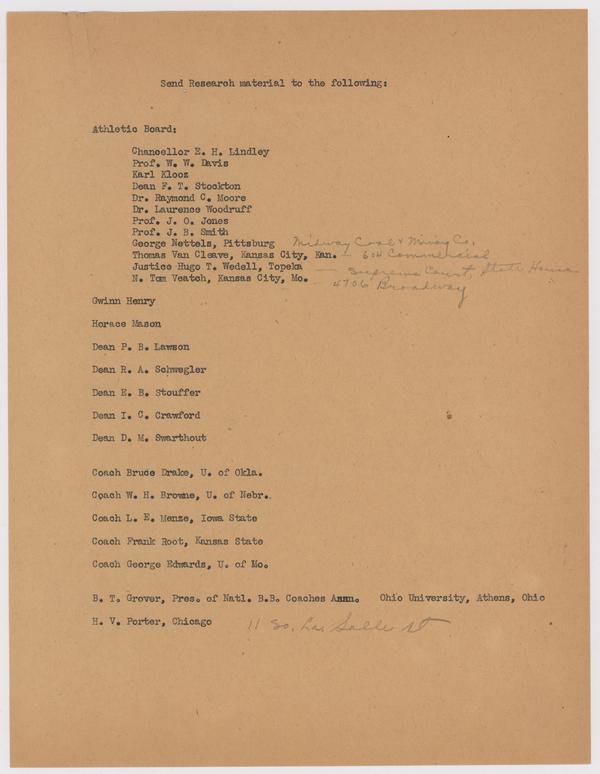 Send Research material to the following:
Athletic Board:
Chancellor E. H. Lindley
Prof. W. W. Davis
Karl Klooz
Dean F. T. Stockton
Dr. Raymond C. Moore
Dr. Laurence Woodruff
Prof. J. O. Jones
Prof. J. B. Smith
George Nettels, Pittsburg Midway Coal & Mining Co.
Thomas Van Cleave, Kansas City, Kan. — 604 Commercial
Justice Hugo T. Wedell, Topeka — Supreme Court, State House
N. Tom Veatch, Kansas City, Mo. — 4706 Broadway
Gwinn Henry
Horace Mason
Dean P. B. Lawson
Dean R. A. Schwegler
Dean E. B. Stouffer
Dean I. C. Crawford
Dean D. M. Swarthout
Coach Bruce Drake, U. of Okla.
Coach W. H. Browne, U. of Nebr.
Coach L. E. Menze, Iowa State
Coach Frank Root, Kansas State
Coach George Edwards, U. of Mo.
B. T. Grover, Pres. of Natl. B.B. Coaches Assn. Ohio University, Athens, Ohio
H. V. Porter, Chicago 11 So. La Salle St